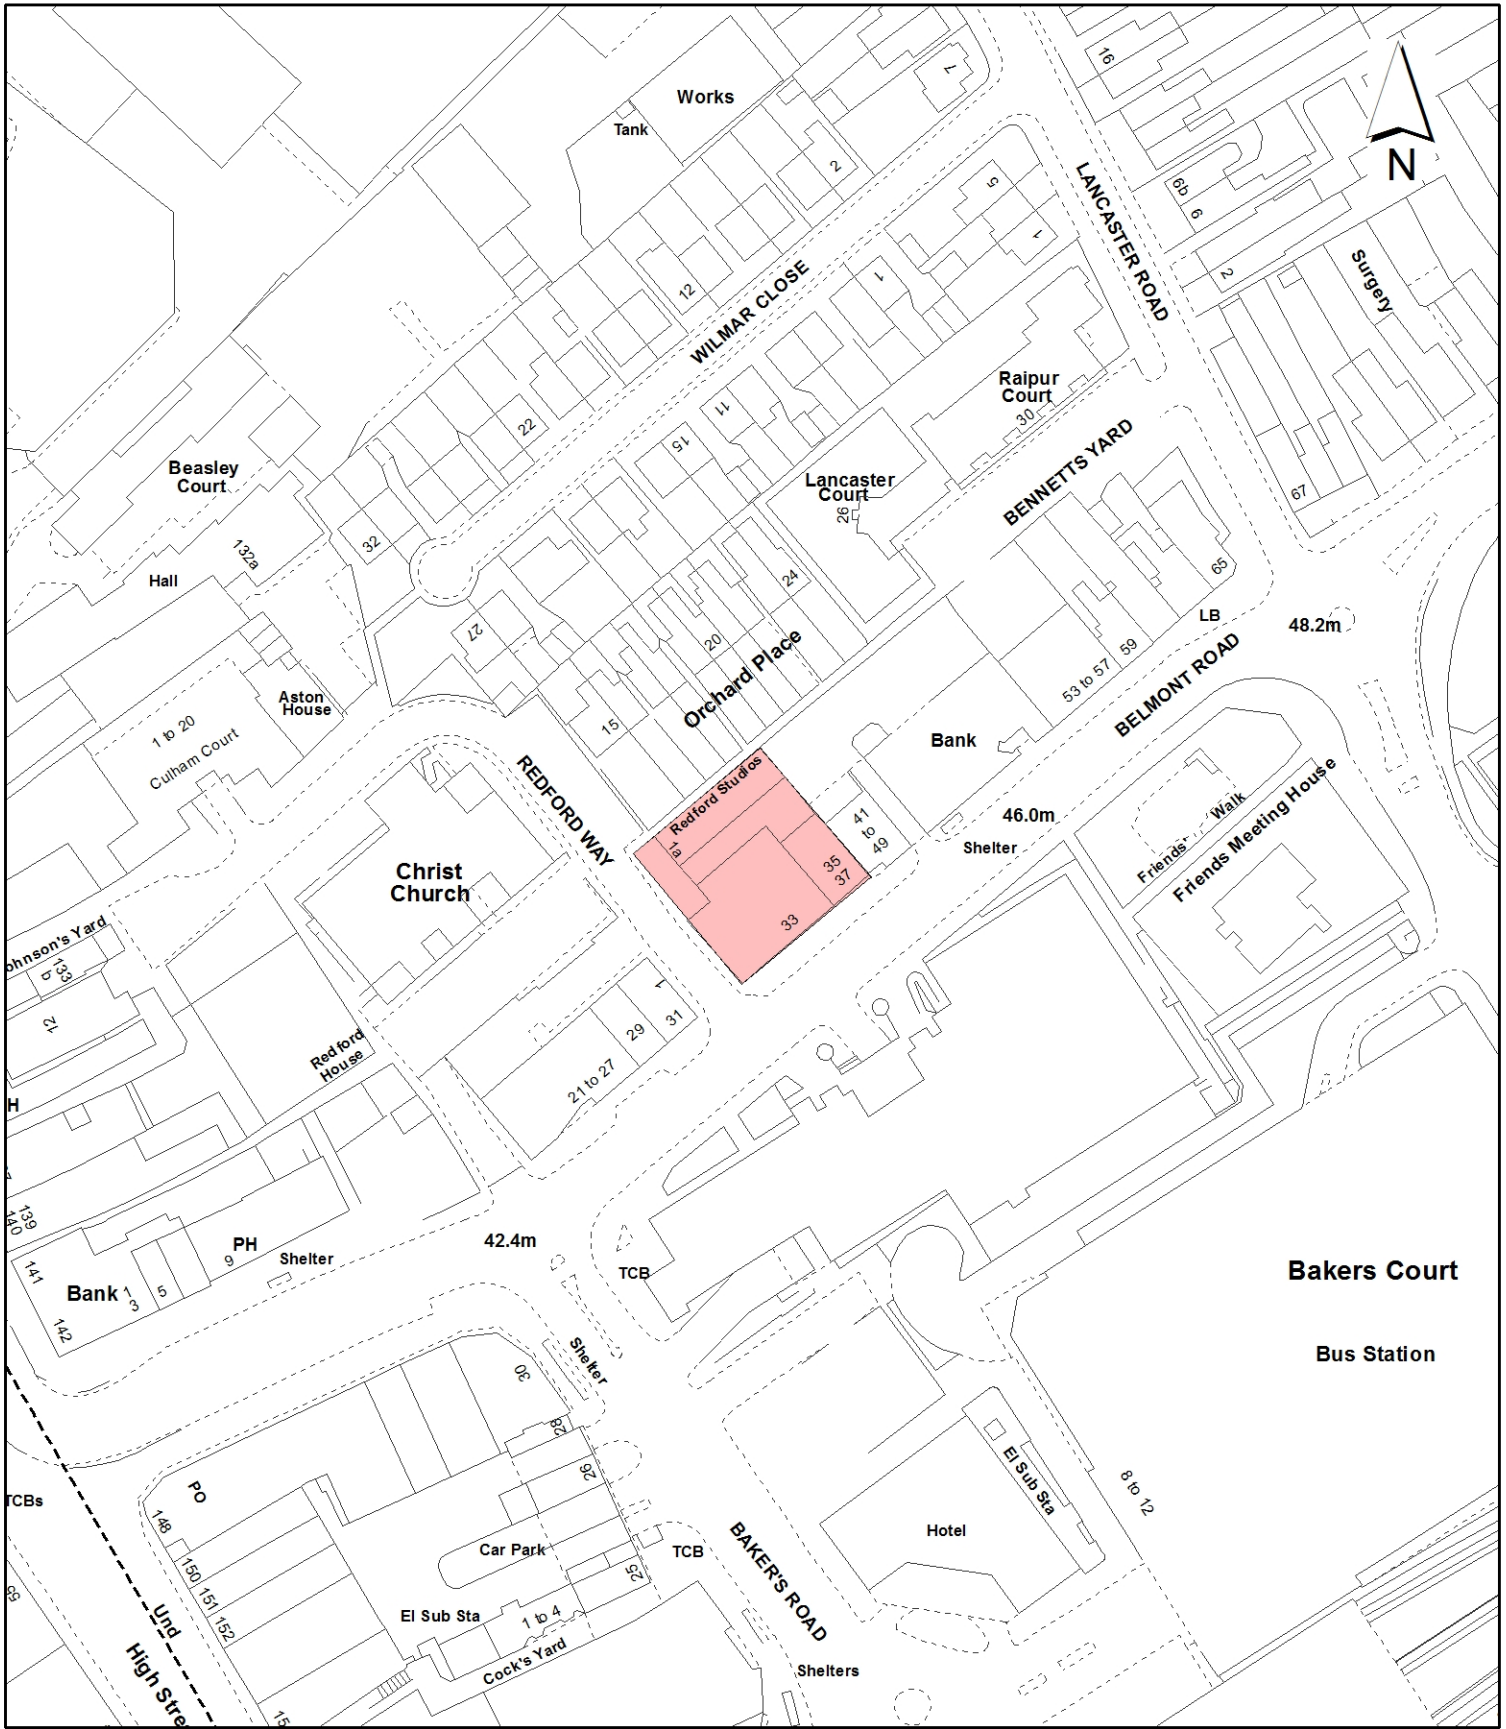 16
7
Works
Tank
N
2
LANCASTER ROAD
6b
6
5
1
2
Surgery
WILMAR CLOSE
12
1
Raipur
Court
30
11
22
15
BENNETTS YARD
Beasley
Court
Lancaster
Court
26
67
32
132a
Hall
24
65
LB
48.2m
27
20
Orchard Place
59
53 to 57
BELMONT ROAD
Aston
House
1 to 20
Culham Court
15
Bank
REDFORD WAY
Redford Studios
1a
41
to
49
46.0m
Shelter
Friends'
Walk
Friends Meeting House
35
37
33
Christ
Church
ohnson's Yard
133
b
12
1
31
29
21 to 27
Redford
House
H
139
140
141
142
Bank
1
3
5
PH
9
Shelter
42.4m
TCB
Bakers Court
Bus Station
Shelter
30
28
26
El Sub Sta
8 to 12
Hotel
PO
TCBs
148
150
151
152
15
55
Car Park
TCB
25
BAKER'S ROAD
El Sub Sta
1 to 4
Cock's Yard
Shelters
Und
High Stre